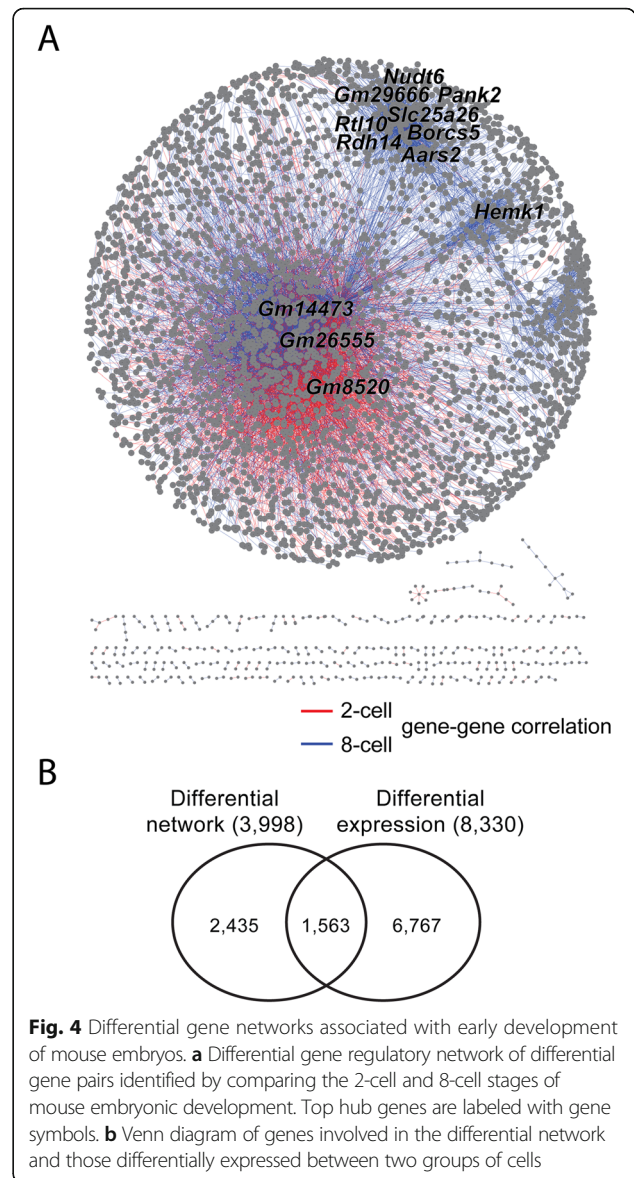 A
Nudt6
Gm29666 Pank2
Slc25a26
Rtl10 Borcs5
Rdh14
Aars2
Hemk1
Gm14473
Gm26555
Gm8520
2-cell
gene-gene correlation
8-cell
B
Differential network (3,998)
Differential expression (8,330)
2,435 1,563 6,767
Fig. 4 Differential gene networks associated with early development
of mouse embryos. a Differential gene regulatory network of differential
gene pairs identified by comparing the 2-cell and 8-cell stages of
mouse embryonic development. Top hub genes are labeled with gene
symbols. b Venn diagram of genes involved in the differential network
and those differentially expressed between two groups of cells